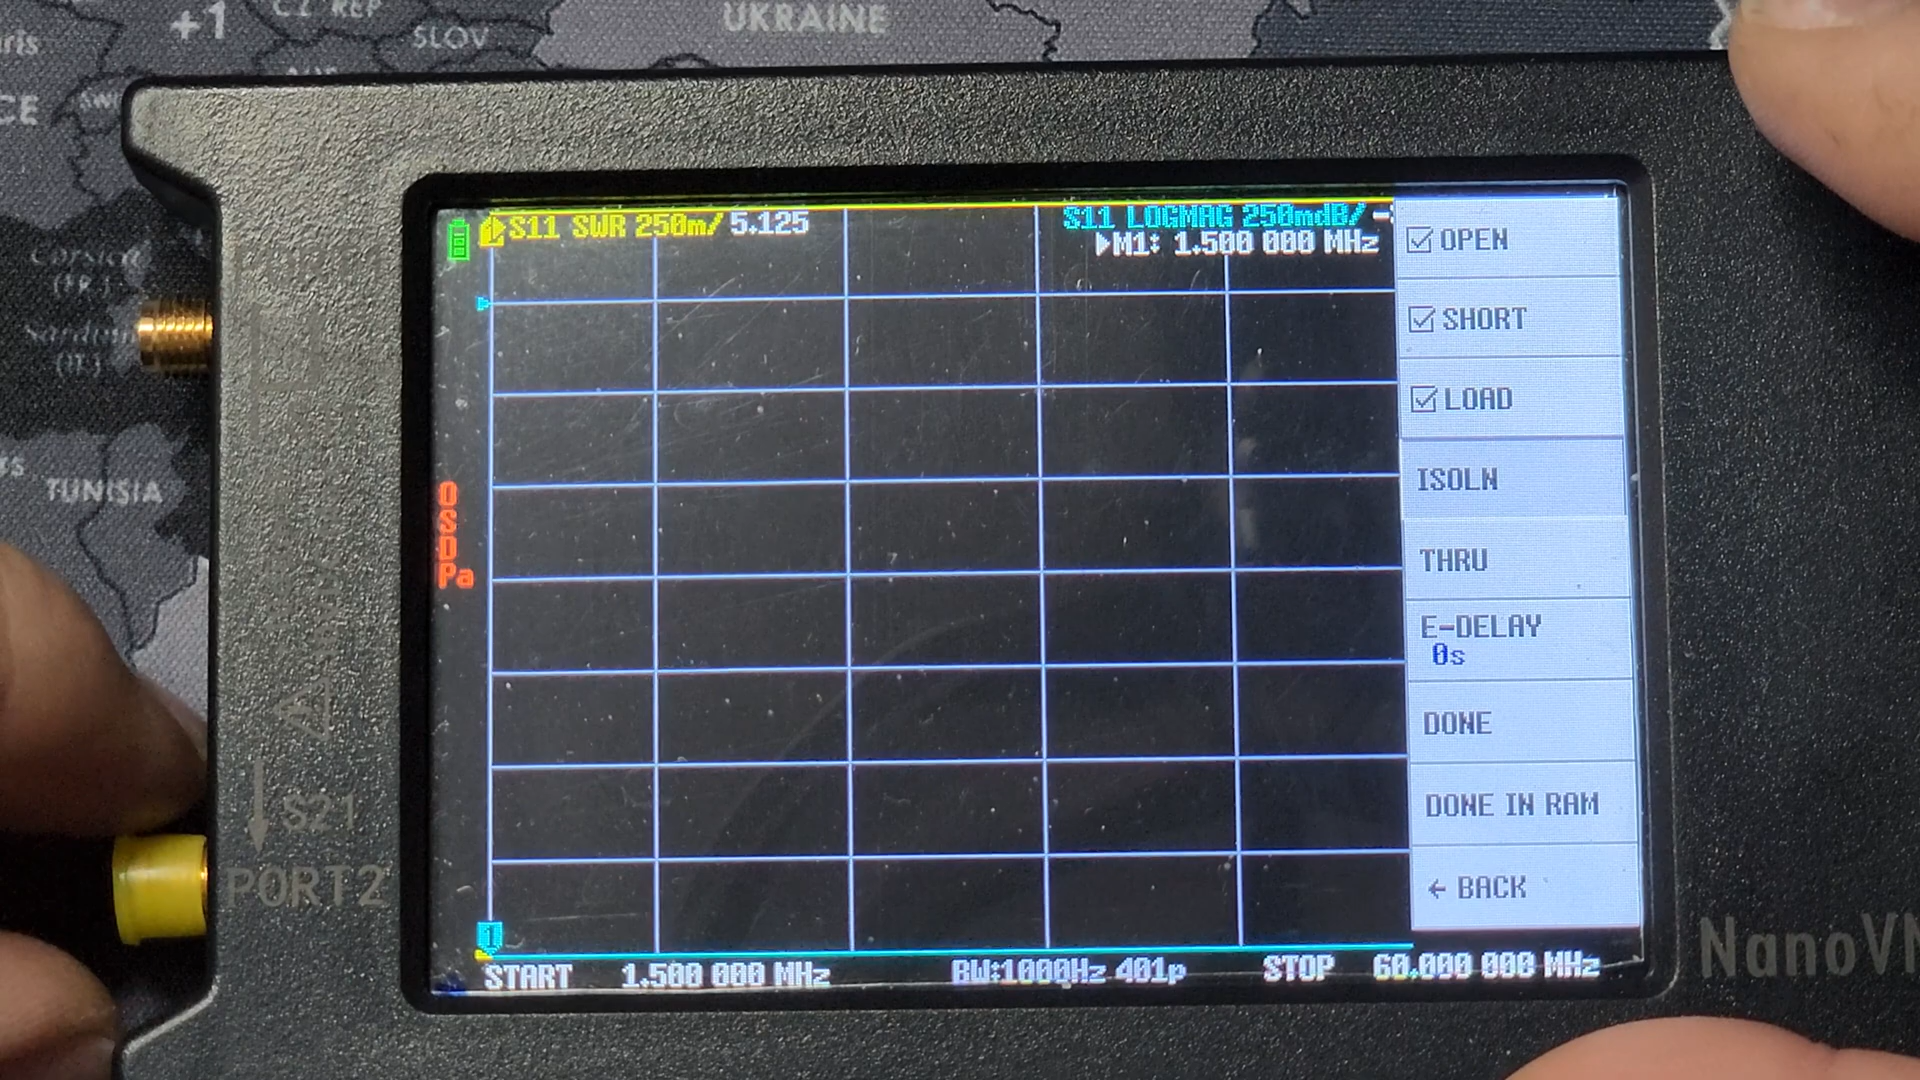 +1
CZ REP
SLOV
UKRAINE
Corsica
(FR.)
(IT.)
TUNISIA
S21
PORT2
NanoVN
S11 SWR 250m/ 5.125
S11 LOGMAG 250mdB/
M1: 1.500 000 MHz
O
S
D
Pa
OPEN
SHORT
LOAD
ISOLN
THRU
E-DELAY
0s
DONE
DONE IN RAM
← BACK
1
START 1.500 000 MHz BW:1000Hz 401p STOP 60.000 000 MHz